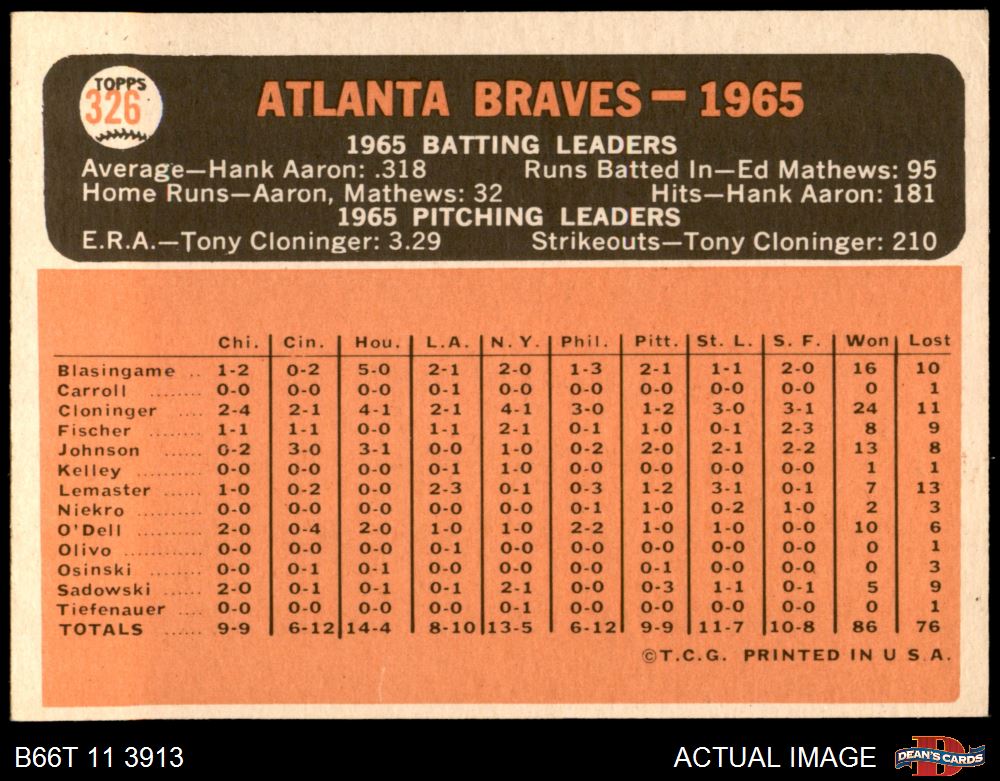 TOPPS
326
ATLANTA BRAVES—1965
1965 BATTING LEADERS
Average—Hank Aaron: .318 Runs Batted In—Ed Mathews: 95
Home Runs—Aaron, Mathews: 32 Hits—Hank Aaron: 181
1965 PITCHING LEADERS
E.R.A.—Tony Cloninger: 3.29 Strikeouts—Tony Cloninger: 210
Chi. Cin. Hou. L.A. N.Y. Phil. Pitt. St. L. S. F. Won Lost
Blasingame .. 1-2 0-2 5-0 2-1 2-0 1-3 2-1 1-1 2-0 16 10
Carroll ........ 0-0 0-0 0-0 0-1 0-0 0-0 0-0 0-0 0-0 0 1
Cloninger .... 2-4 2-1 4-1 2-1 4-1 3-0 1-2 3-0 3-1 24 11
Fischer ........ 1-1 1-1 0-0 1-1 2-1 0-1 1-0 0-1 2-3 8 9
Johnson ...... 0-2 3-0 3-1 0-0 1-0 0-2 2-0 2-1 2-2 13 8
Kelley .......... 0-0 0-0 0-0 0-1 1-0 0-0 0-0 0-0 0-0 1 1
Lemaster ...... 1-0 0-2 0-0 2-3 0-1 0-3 1-2 3-1 0-1 7 13
Niekro .......... 0-0 0-0 0-0 0-0 0-0 0-1 1-0 0-2 1-0 2 3
O'Dell .......... 2-0 0-4 2-0 1-0 1-0 2-2 1-0 1-0 0-0 10 6
Olivo ............ 0-0 0-0 0-0 0-1 0-0 0-0 0-0 0-0 0-0 0 1
Osinski ........ 0-0 0-1 0-1 0-0 0-0 0-0 0-1 0-0 0-0 0 3
Sadowski ...... 2-0 0-1 0-1 0-1 2-1 0-0 0-3 1-1 0-1 5 9
Tiefenauer .... 0-0 0-0 0-0 0-0 0-1 0-0 0-0 0-0 0-0 0 1
TOTALS ...... 9-9 6-12 14-4 8-10 13-5 6-12 9-9 11-7 10-8 86 76
©T.C.G. PRINTED IN U S.A.
B66T 11 3913 ACTUAL IMAGE DEAN'S CARDS